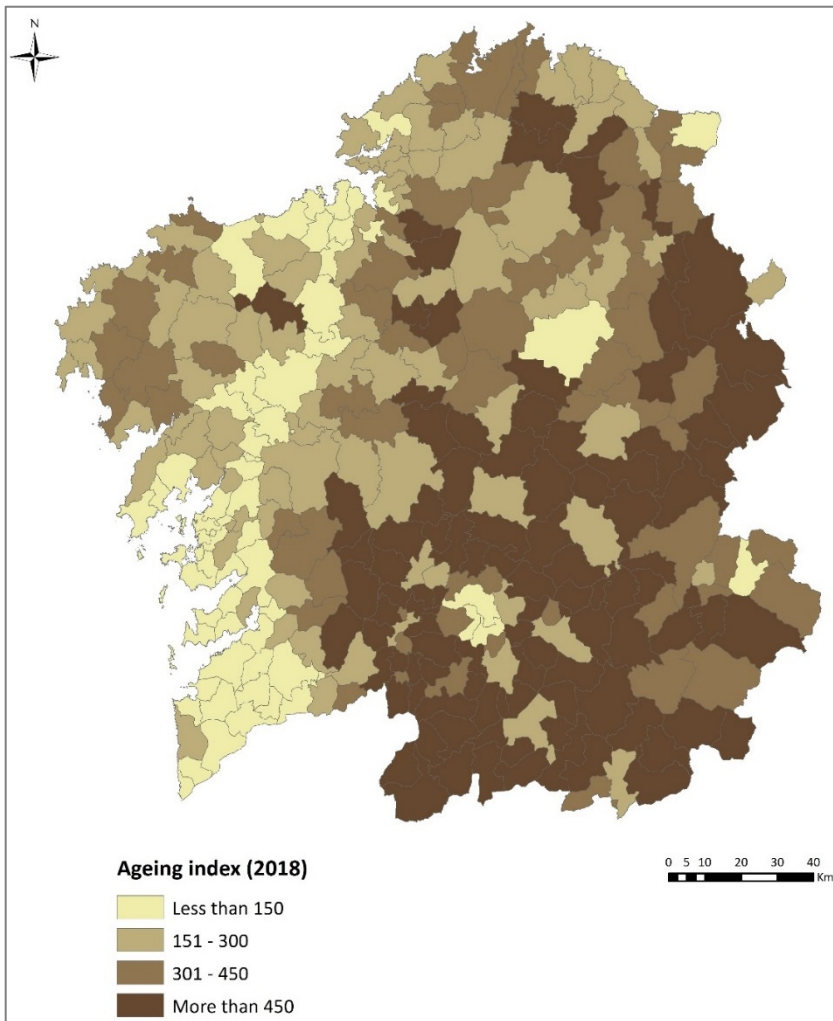 N
Ageing index (2018)
Less than 150
151 - 300
301 - 450
More than 450
0 5 10 20 30 40
Km